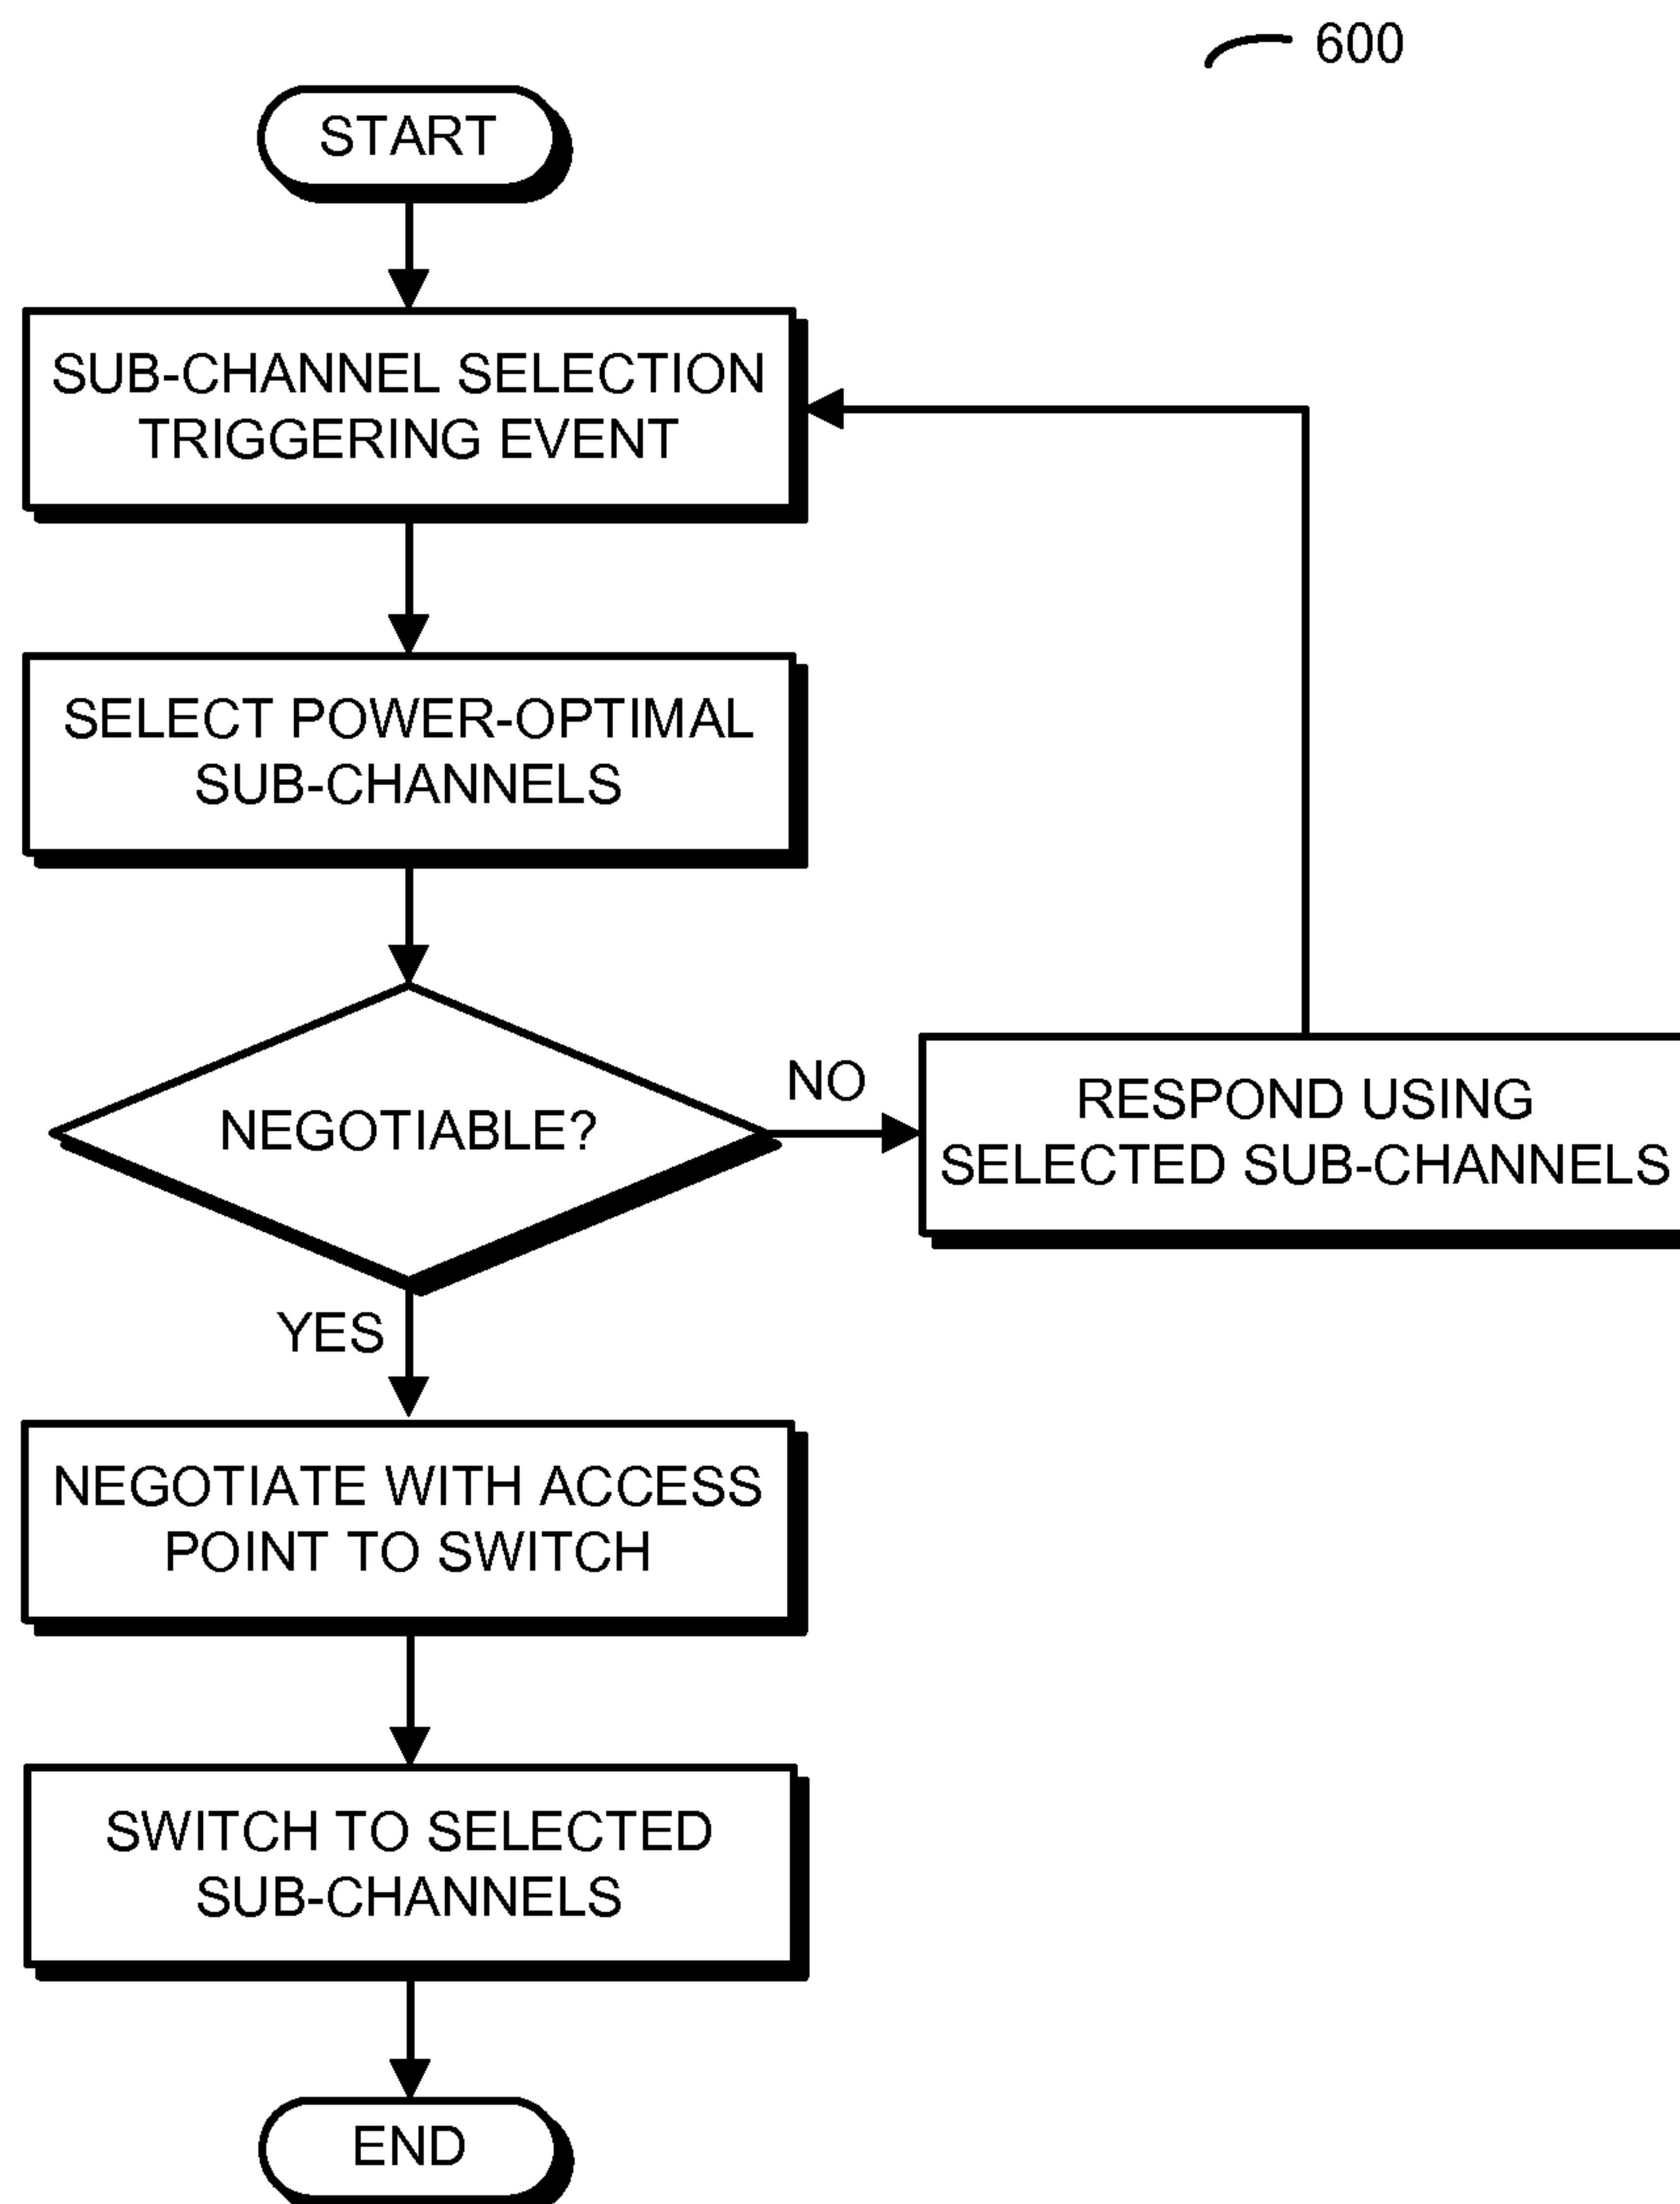 600
START
SUB-CHANNEL SELECTION
TRIGGERING EVENT
SELECT POWER-OPTIMAL
SUB-CHANNELS
NEGOTIABLE?
NO
RESPOND USING
SELECTED SUB-CHANNELS
YES
NEGOTIATE WITH ACCESS
POINT TO SWITCH
SWITCH TO SELECTED
SUB-CHANNELS
END